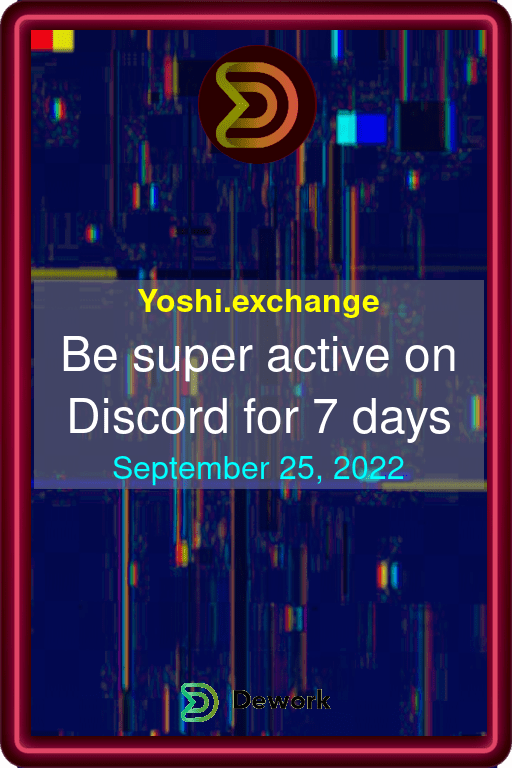 Yoshi.exchange
Be super active on
Discord for 7 days
September 25, 2022
Dework